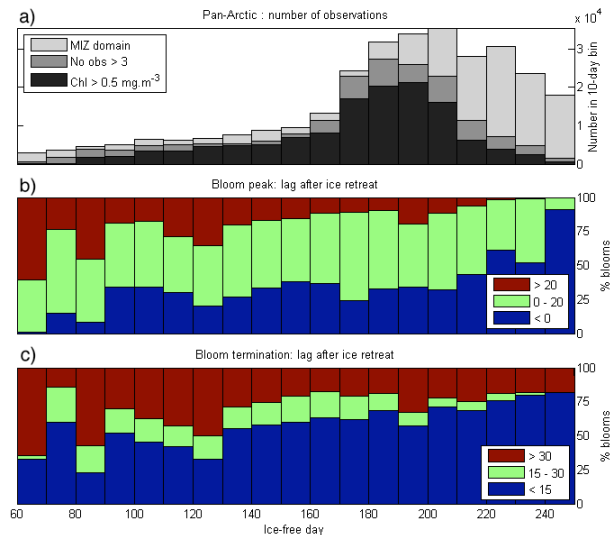 a)
Pan-Arctic : number of observations
x 10⁴
MIZ domain
No obs > 3
Chl > 0.5 mg.m⁻³
3
2
1
0
Number in 10-day bin
b)
Bloom peak: lag after ice retreat
100
75
50
25
0
% blooms
> 20
0 - 20
< 0
c)
Bloom termination: lag after ice retreat
100
75
50
25
0
% blooms
> 30
15 - 30
< 15
60 80 100 120 140 160 180 200 220 240
Ice-free day